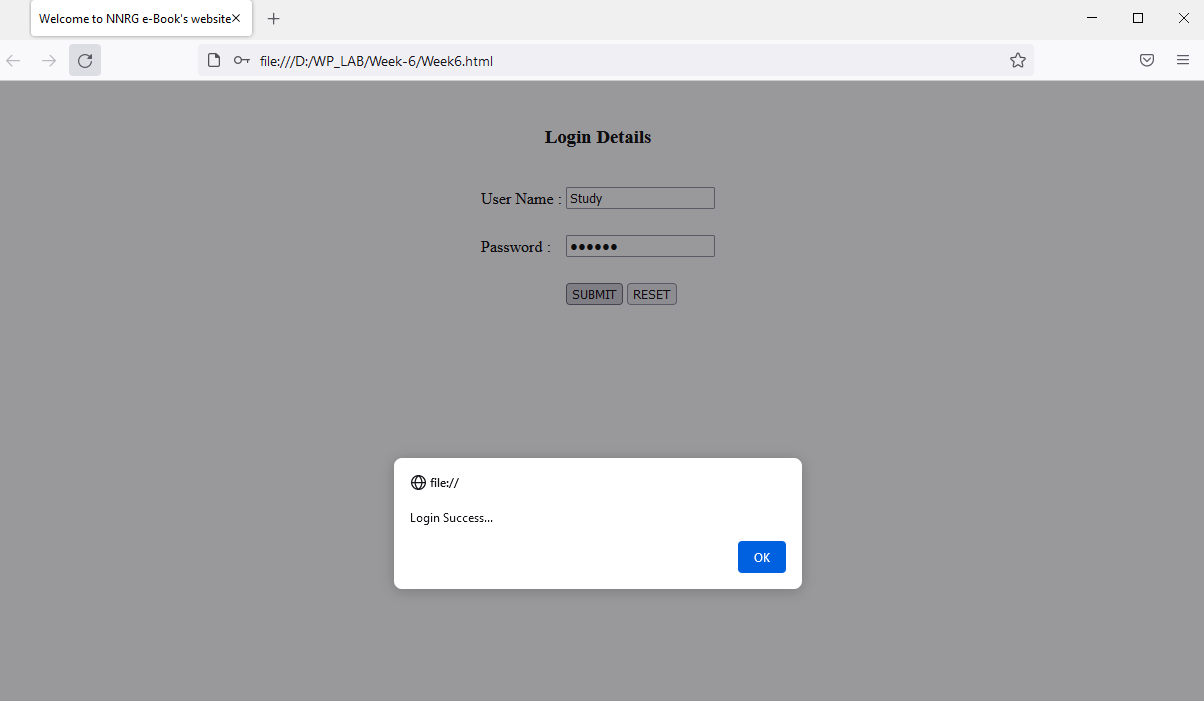 Welcome to NNRG e-Book's website
file:///D:/WP_LAB/Week-6/Week6.html
Login Details
User Name : Study
Password : ●●●●●●
SUBMIT RESET
file://
Login Success...
OK